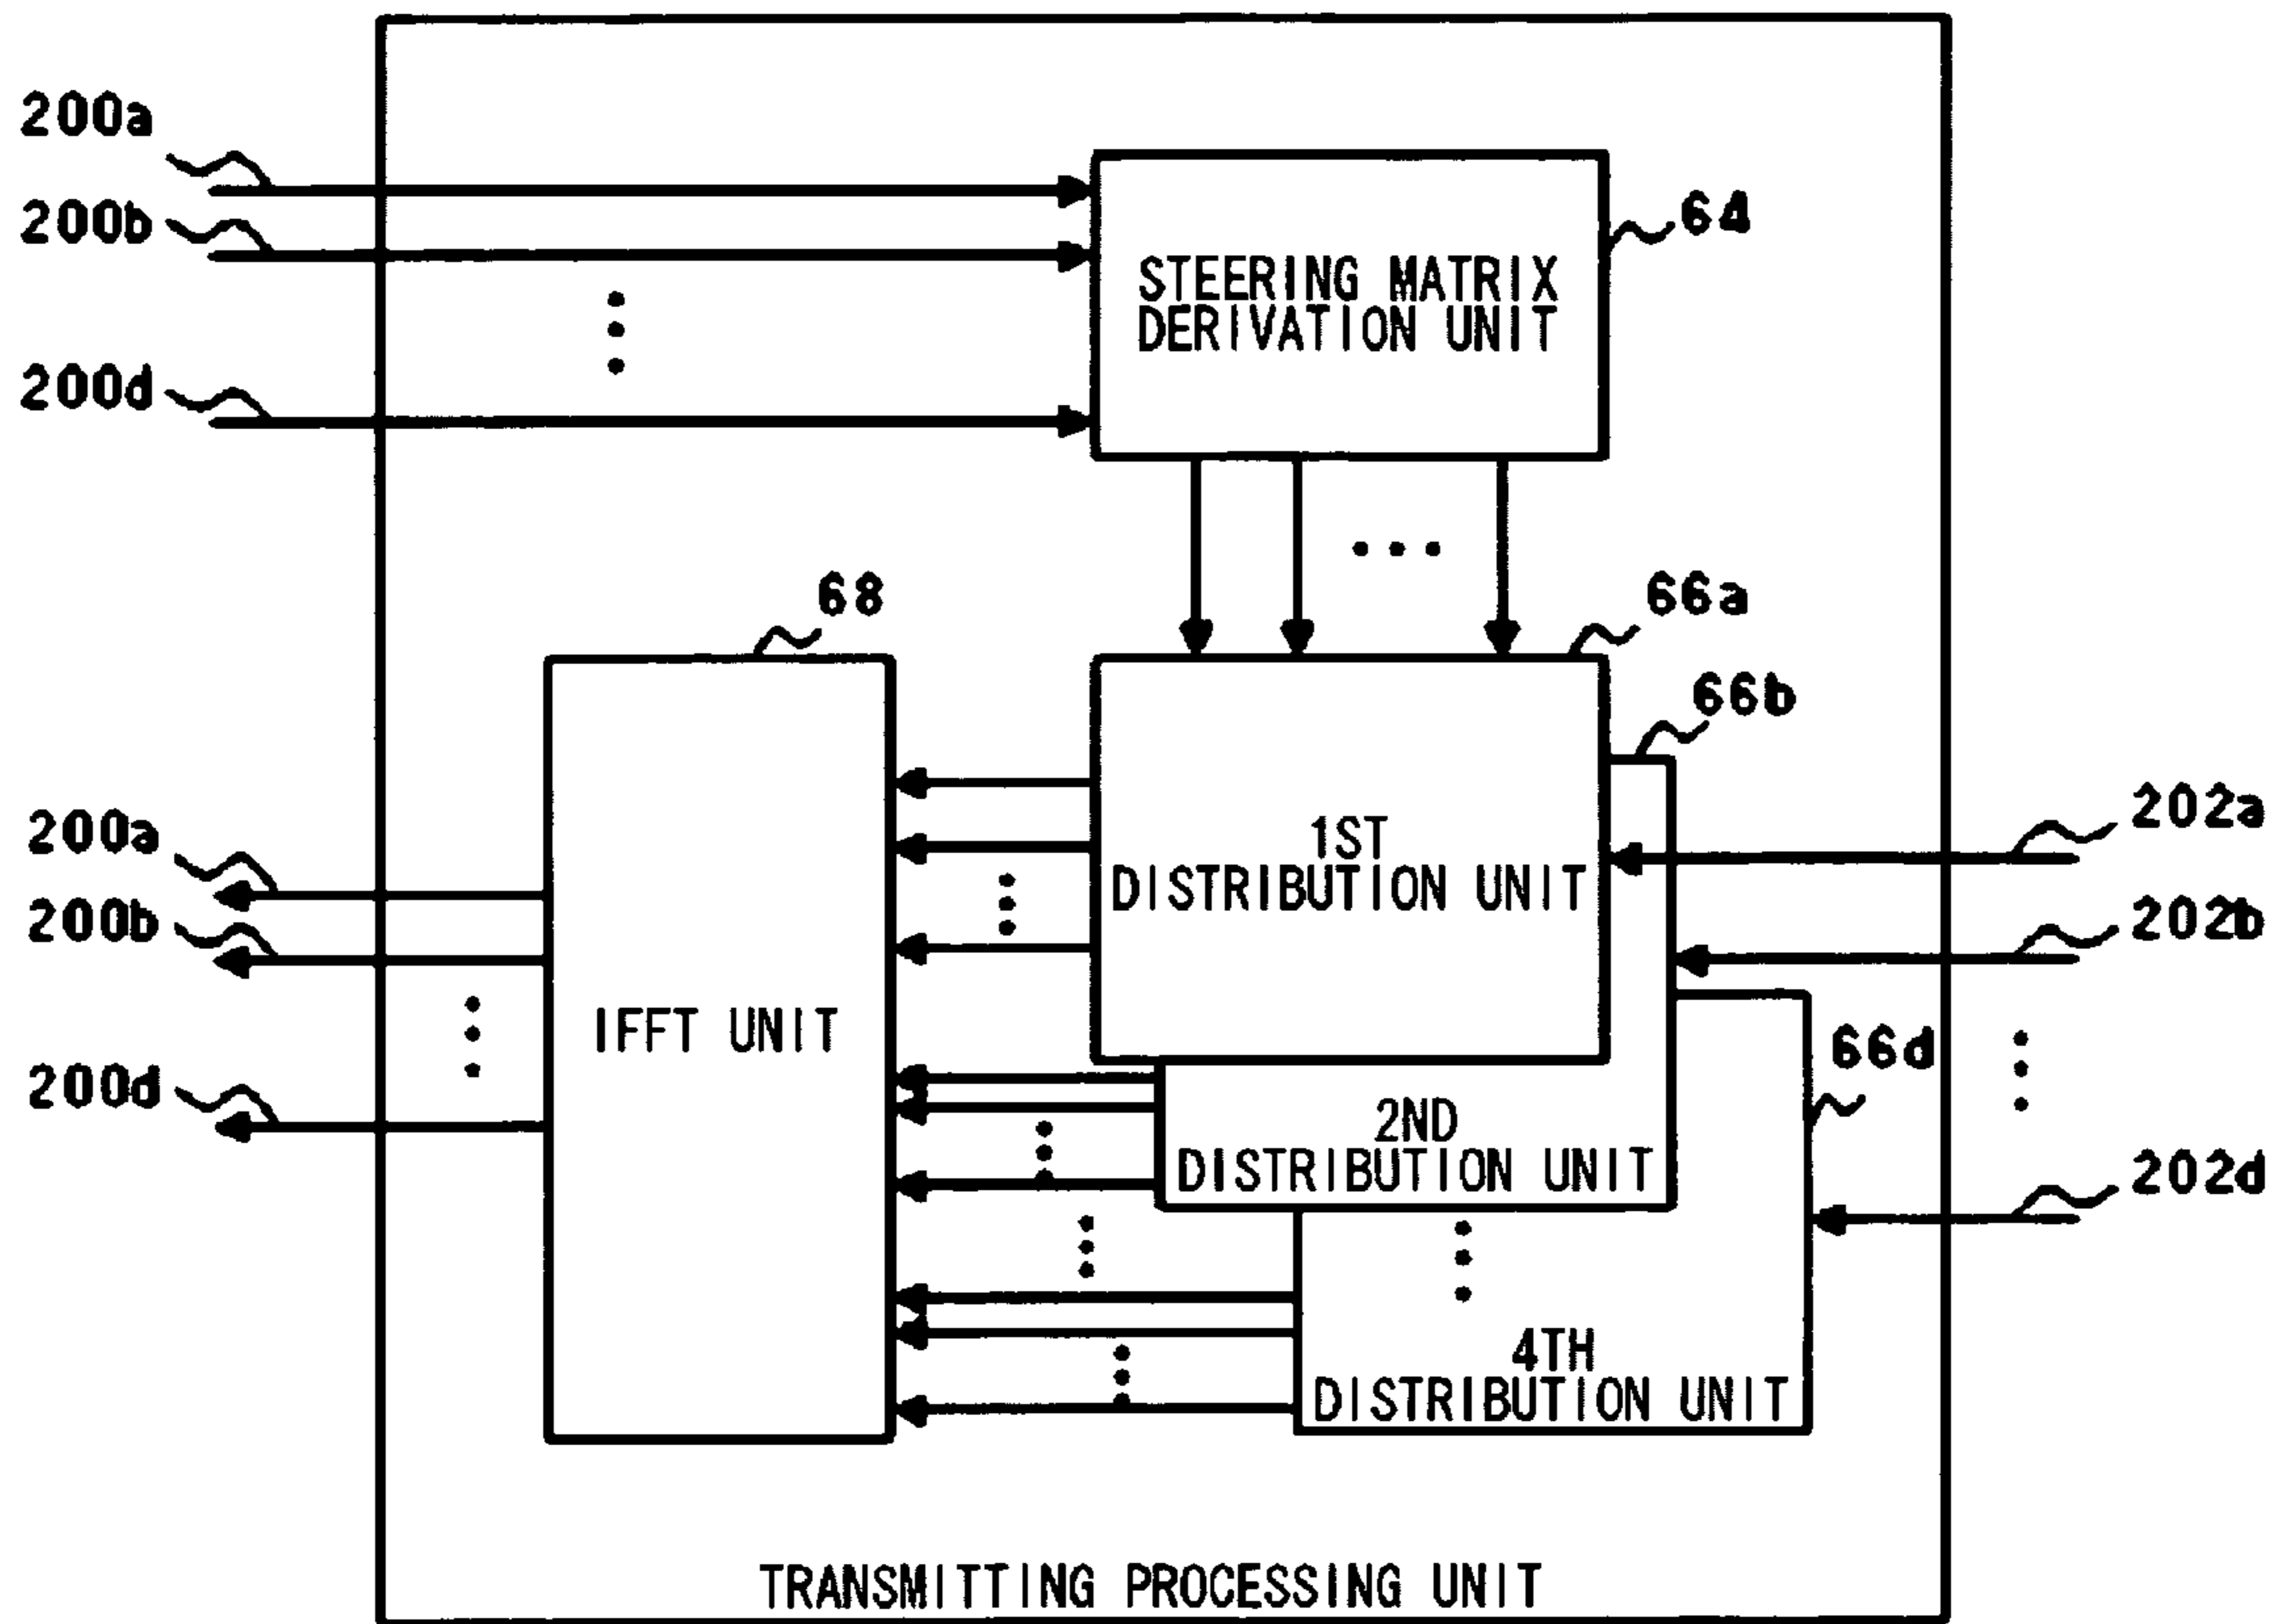 200a
200b
200d
64
STEERING MATRIX
DERIVATION UNIT
68
66a
66b
200a
200b
200d
IFFT UNIT
1ST
DISTRIBUTION UNIT
202a
202b
66d
2ND
DISTRIBUTION UNIT
202d
4TH
DISTRIBUTION UNIT
TRANSMITTING PROCESSING UNIT